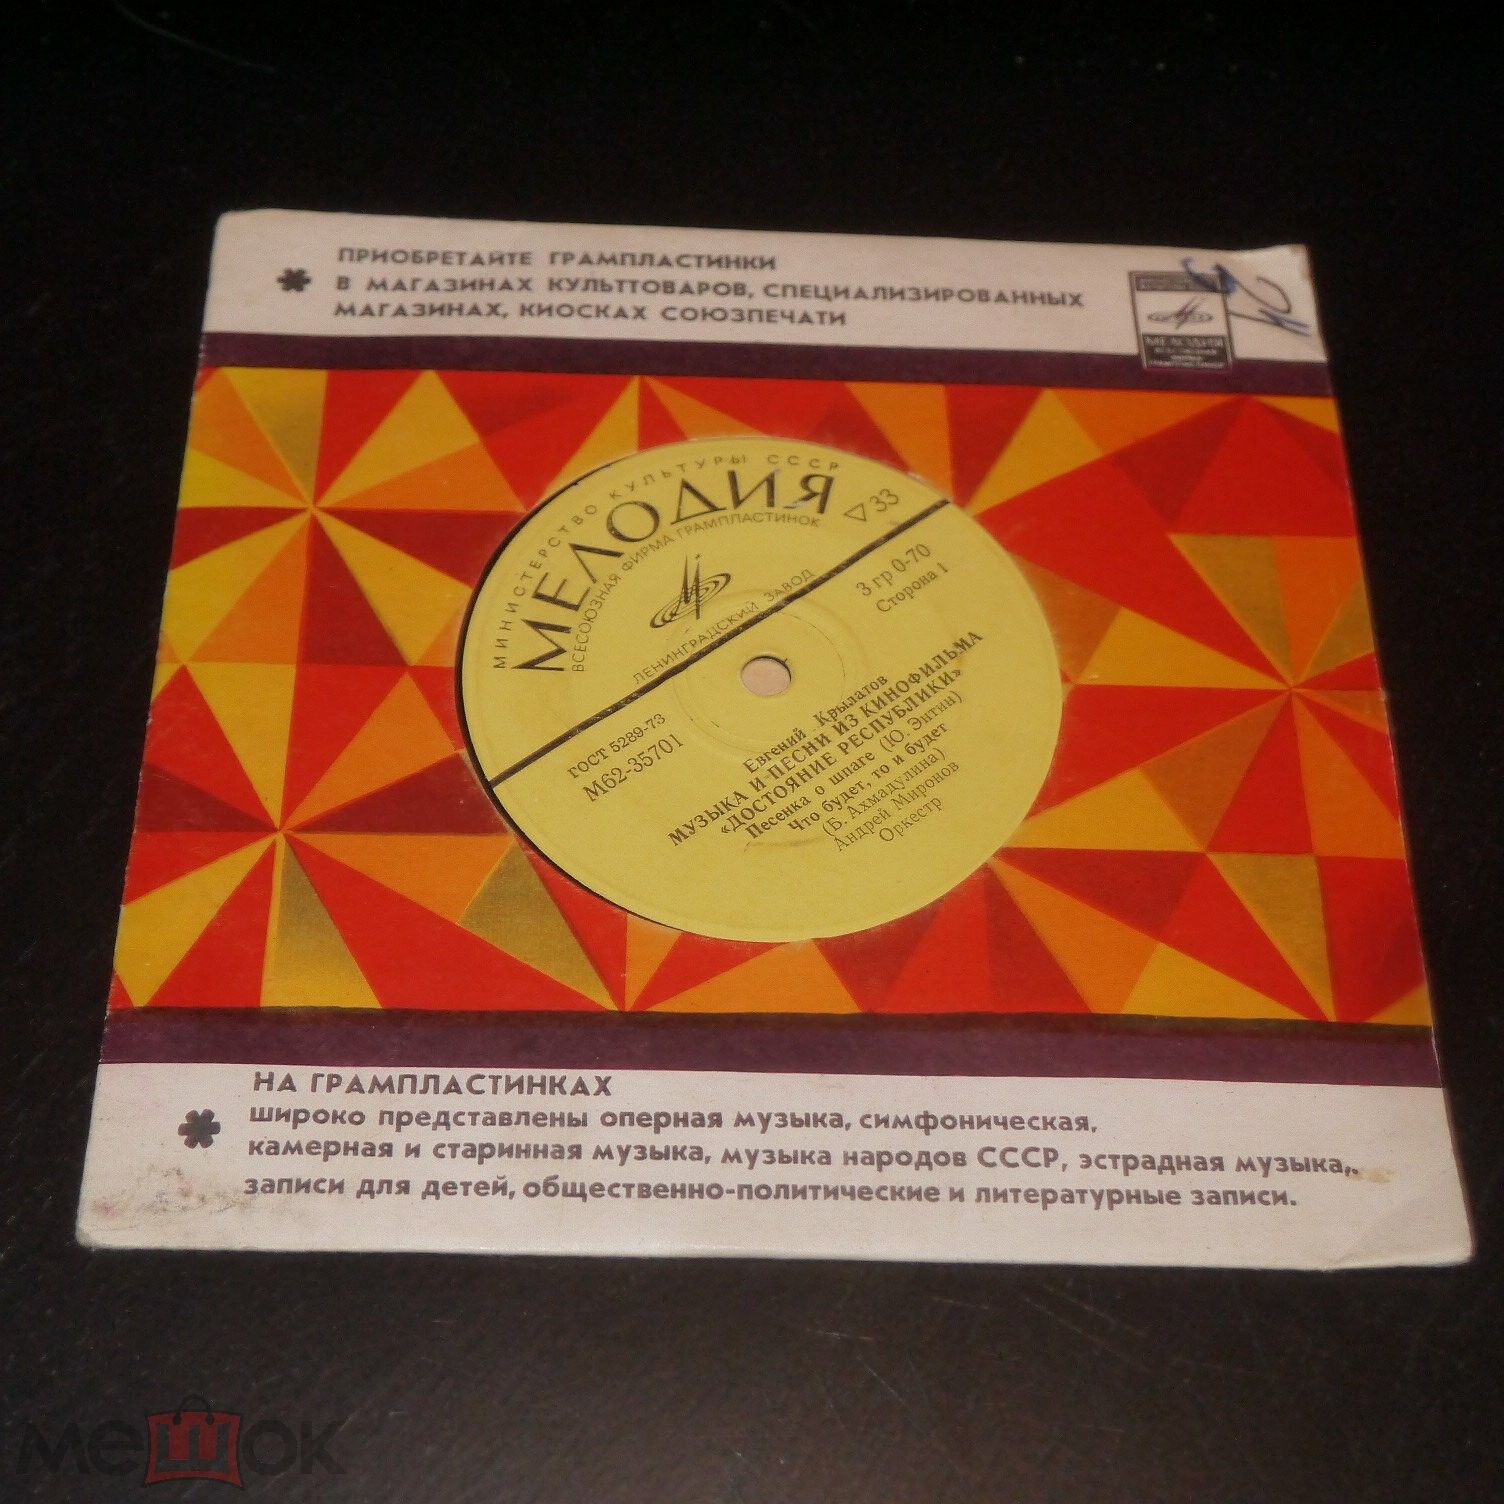 ПРИОБРЕТАЙТЕ ГРАМПЛАСТИНКИ
В МАГАЗИНАХ КУЛЬТТОВАРОВ, СПЕЦИАЛИЗИРОВАННЫХ
МАГАЗИНАХ, КИОСКАХ СОЮЗПЕЧАТИ
МЕЛОДИЯ
МИНИСТЕРСТВО КУЛЬТУРЫ СССР
МЕЛОДИЯ
ВСЕСОЮЗНАЯ ФИРМА ГРАМПЛАСТИНОК
33
ЛЕНИНГРАДСКИЙ ЗАВОД
3 гр 0-70
Сторона 1
ГОСТ 5289-73
М62-35701
Евгений Крылатов
МУЗЫКА И ПЕСНИ ИЗ КИНОФИЛЬМА
«ДОСТОЯНИЕ РЕСПУБЛИКИ»
Песенка о шпаге (Ю. Энтин)
Что будет, то и будет
(Б. Ахмадулина)
Андрей Миронов
Оркестр
НА ГРАМПЛАСТИНКАХ
широко представлены оперная музыка, симфоническая,
камерная и старинная музыка, музыка народов СССР, эстрадная музыка,
записи для детей, общественно-политические и литературные записи.
мешок